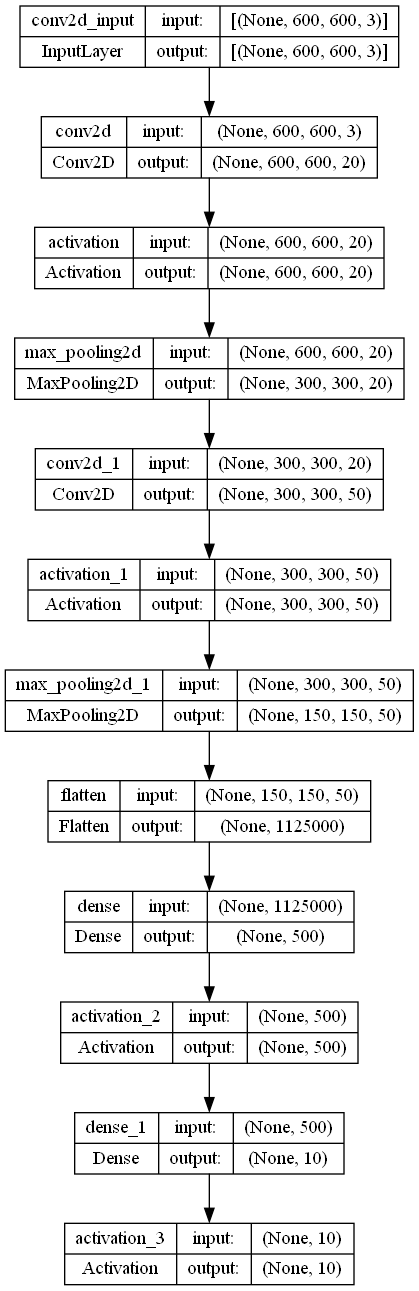 conv2d_input input: [(None, 600, 600, 3)]
InputLayer output: [(None, 600, 600, 3)]
conv2d input: (None, 600, 600, 3)
Conv2D output: (None, 600, 600, 20)
activation input: (None, 600, 600, 20)
Activation output: (None, 600, 600, 20)
max_pooling2d input: (None, 600, 600, 20)
MaxPooling2D output: (None, 300, 300, 20)
conv2d_1 input: (None, 300, 300, 20)
Conv2D output: (None, 300, 300, 50)
activation_1 input: (None, 300, 300, 50)
Activation output: (None, 300, 300, 50)
max_pooling2d_1 input: (None, 300, 300, 50)
MaxPooling2D output: (None, 150, 150, 50)
flatten input: (None, 150, 150, 50)
Flatten output: (None, 1125000)
dense input: (None, 1125000)
Dense output: (None, 500)
activation_2 input: (None, 500)
Activation output: (None, 500)
dense_1 input: (None, 500)
Dense output: (None, 10)
activation_3 input: (None, 10)
Activation output: (None, 10)